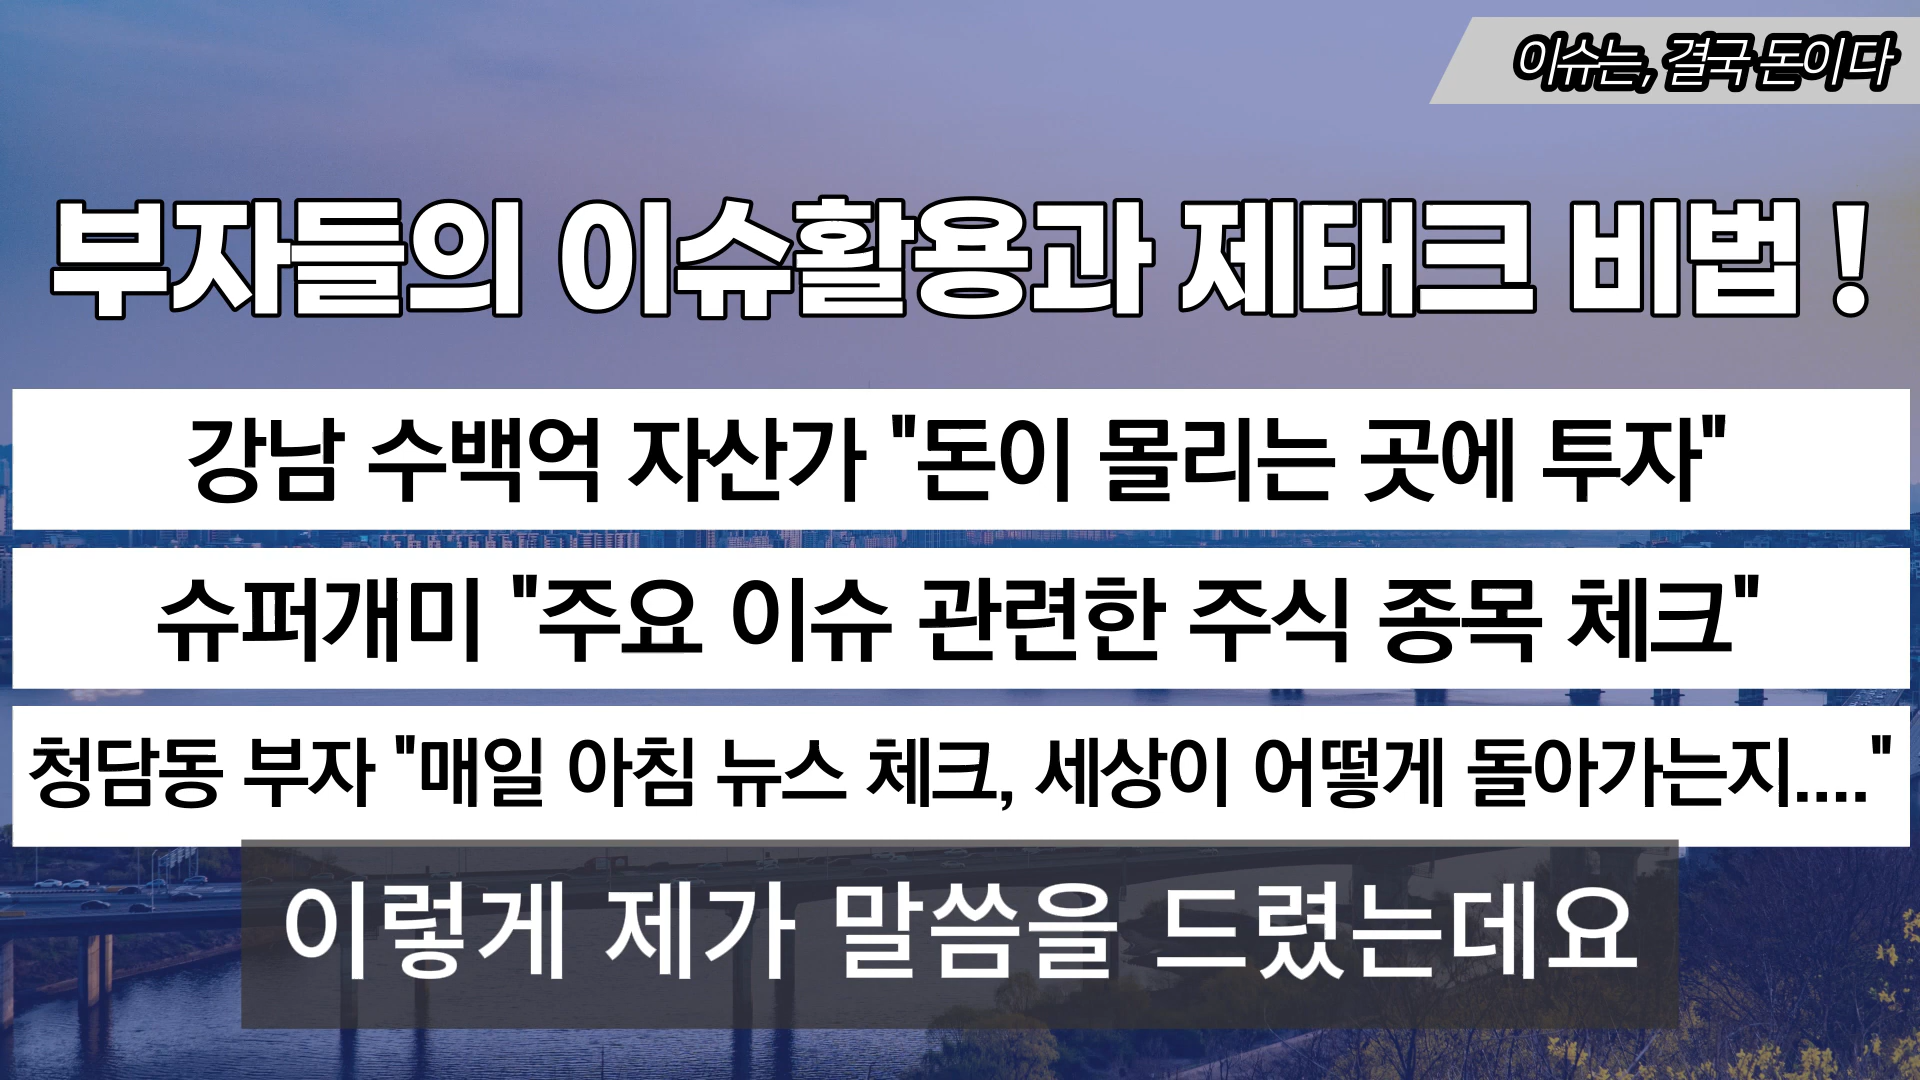 이슈는, 결국 돈이다
부자들의 이슈활용과 제태크 비법 !
강남 수백억 자산가 "돈이 몰리는 곳에 투자"
슈퍼개미 "주요 이슈 관련한 주식 종목 체크"
청담동 부자 "매일 아침 뉴스 체크, 세상이 어떻게 돌아가는지...."
이렇게 제가 말씀을 드렸는데요